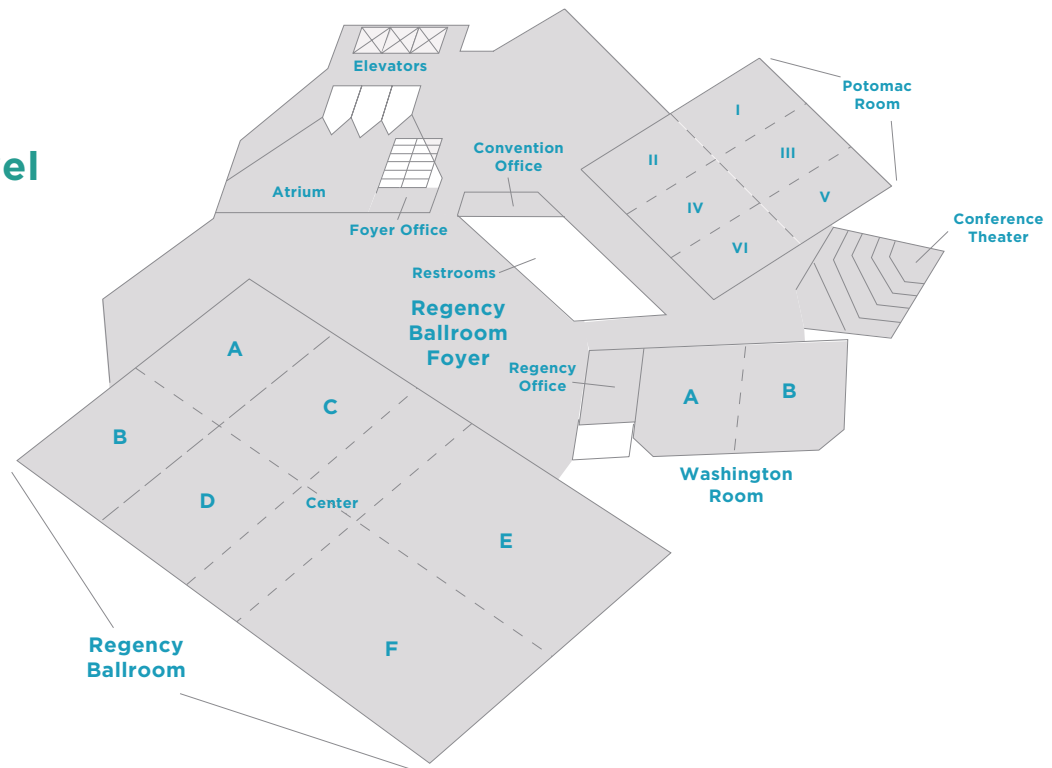 el
Elevators
Potomac
Room
I
II
III
IV
V
VI
Convention
Office
Atrium
Foyer Office
Conference
Theater
Restrooms
Regency
Ballroom
Foyer
Regency
Office
A
B
Washington
Room
A
B
C
D
Center
E
F
Regency
Ballroom